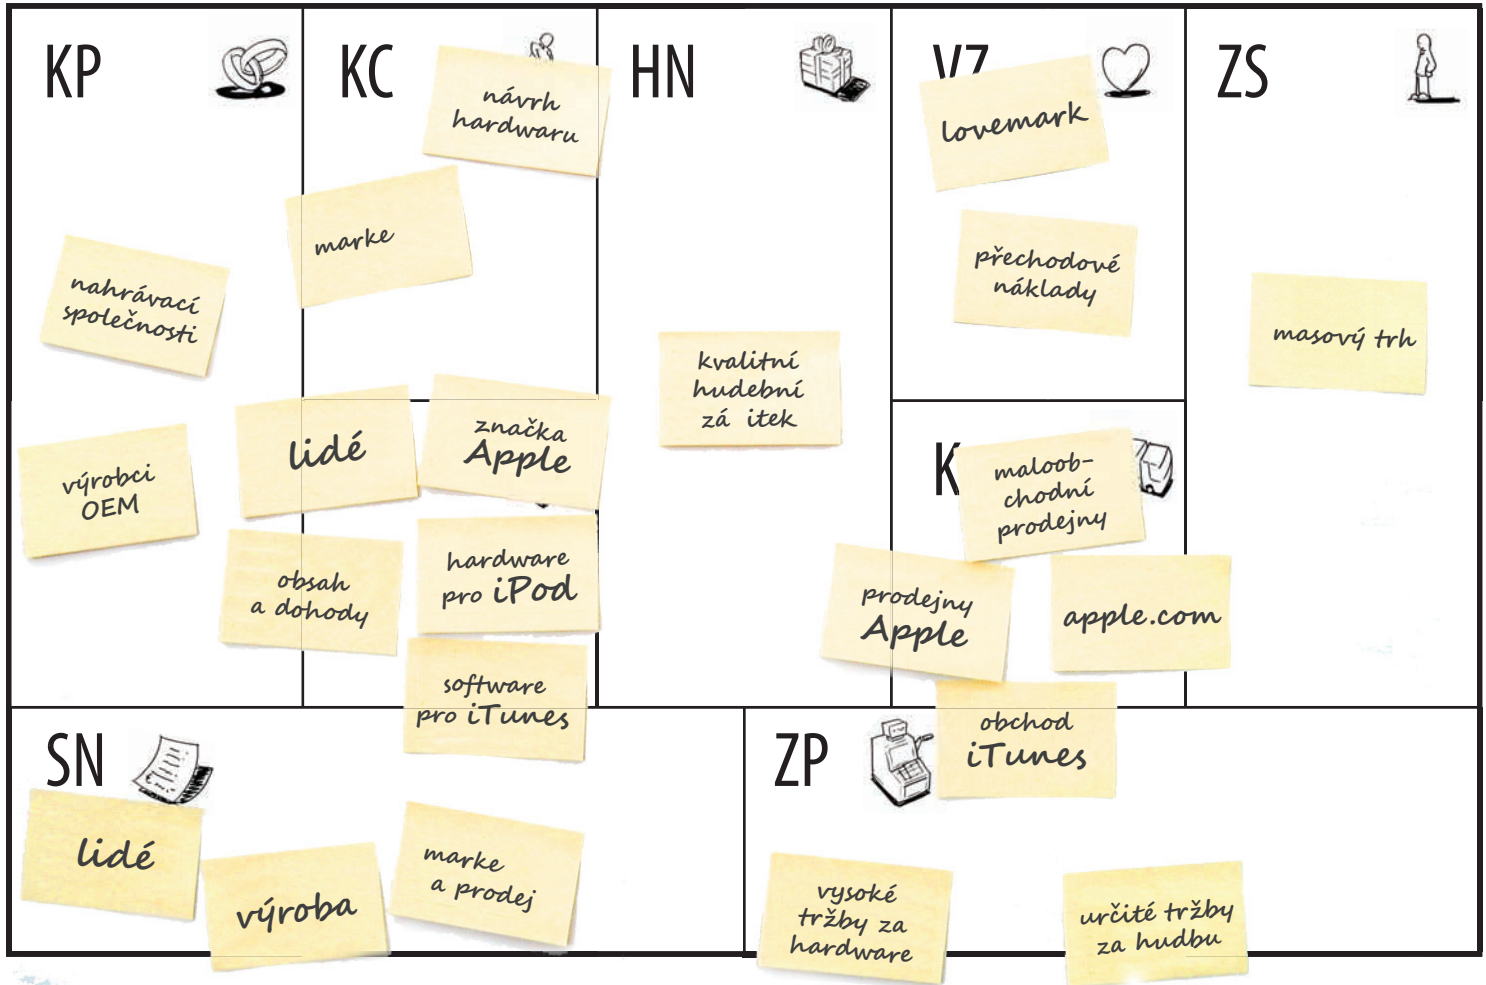 KP
nahrávací
společnosti
výrobci
OEM
KC
návrh
hardwaru
marke
lidé
značka
Apple
obsah
a dohody
hardware
pro iPod
software
pro iTunes
HN
kvalitní
hudební
zá itek
VZ
lovemark
přechodové
náklady
K
maloob-
chodní
prodejny
prodejny
Apple
apple.com
obchod
iTunes
ZS
masový trh
SN
lidé
výroba
marke
a prodej
ZP
vysoké
tržby za
hardware
určité tržby
za hudbu